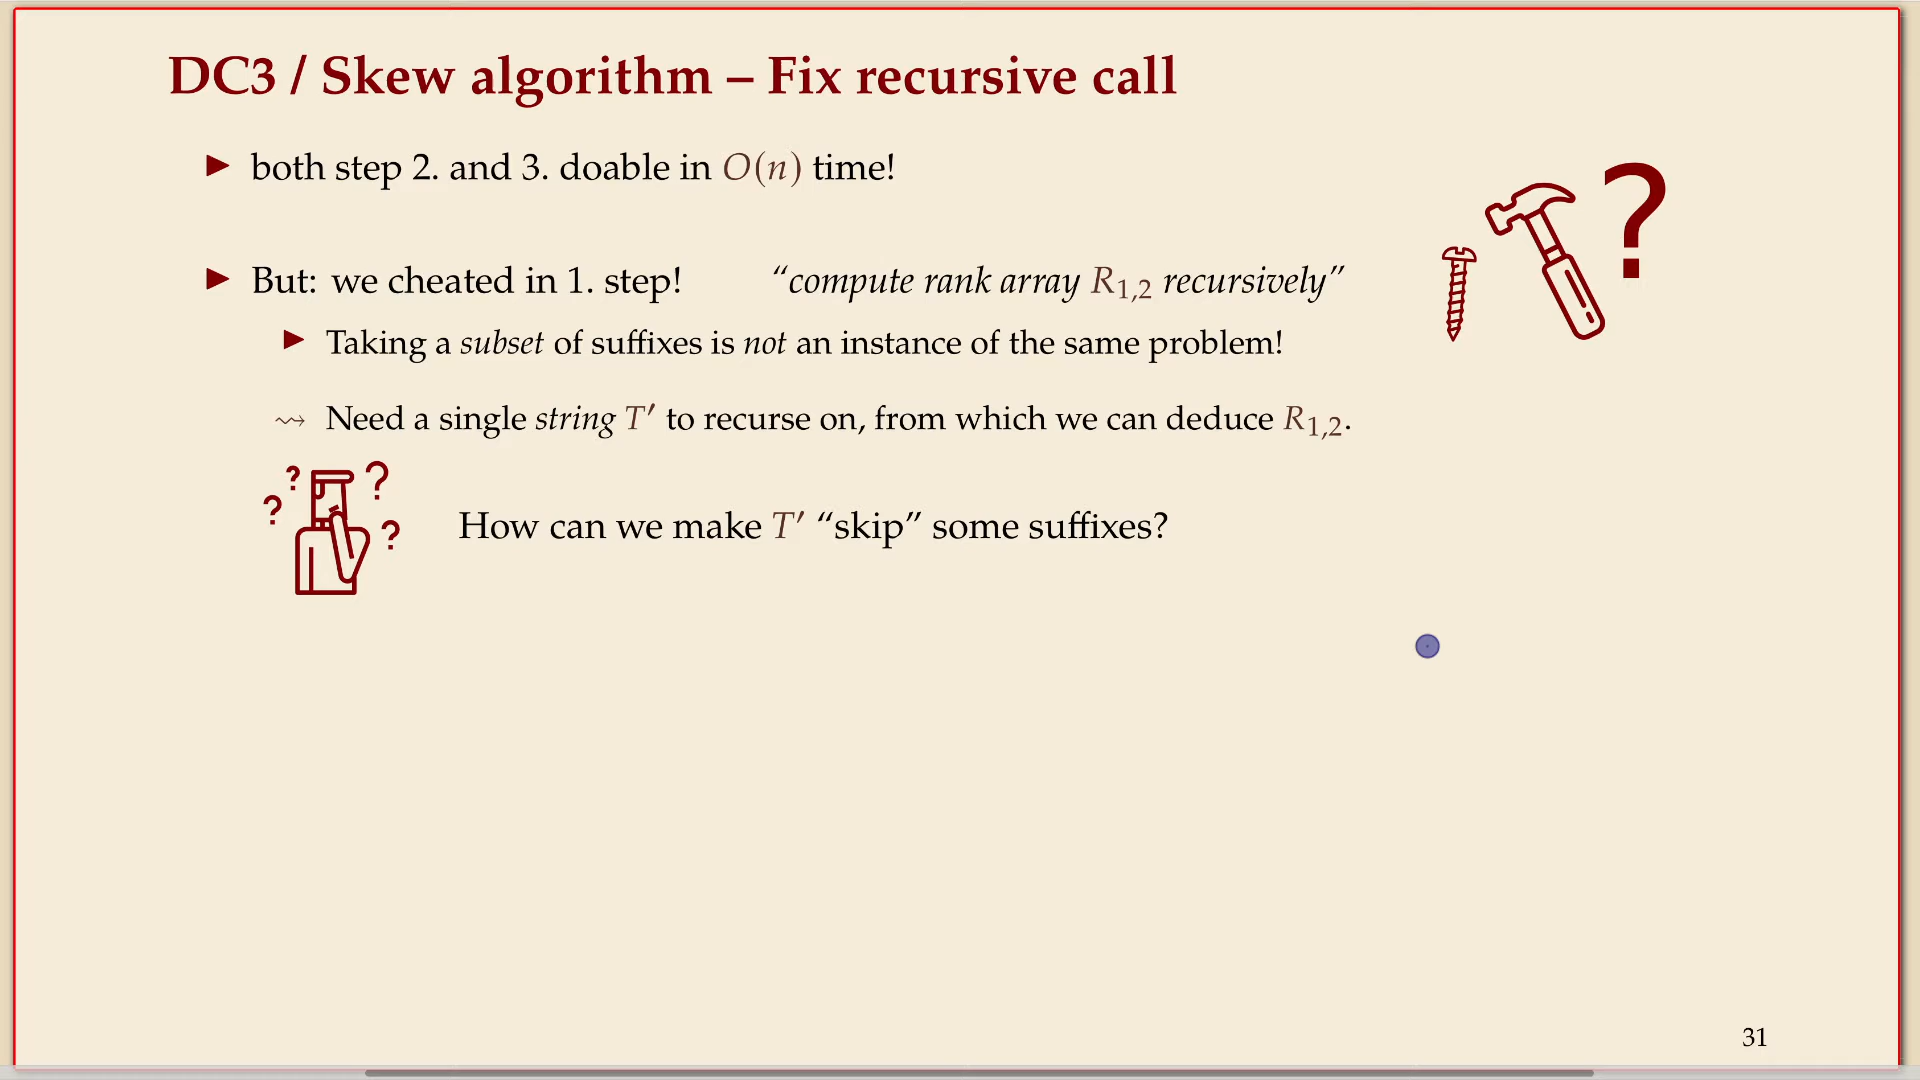 DC3 / Skew algorithm – Fix recursive call
▶ both step 2. and 3. doable in O(n) time!
▶ But: we cheated in 1. step! “compute rank array R₁,₂ recursively”
▶ Taking a subset of suffixes is not an instance of the same problem!
⇝ Need a single string T′ to recurse on, from which we can deduce R₁,₂.
? ? ? ?
?
How can we make T′ “skip” some suffixes?
31